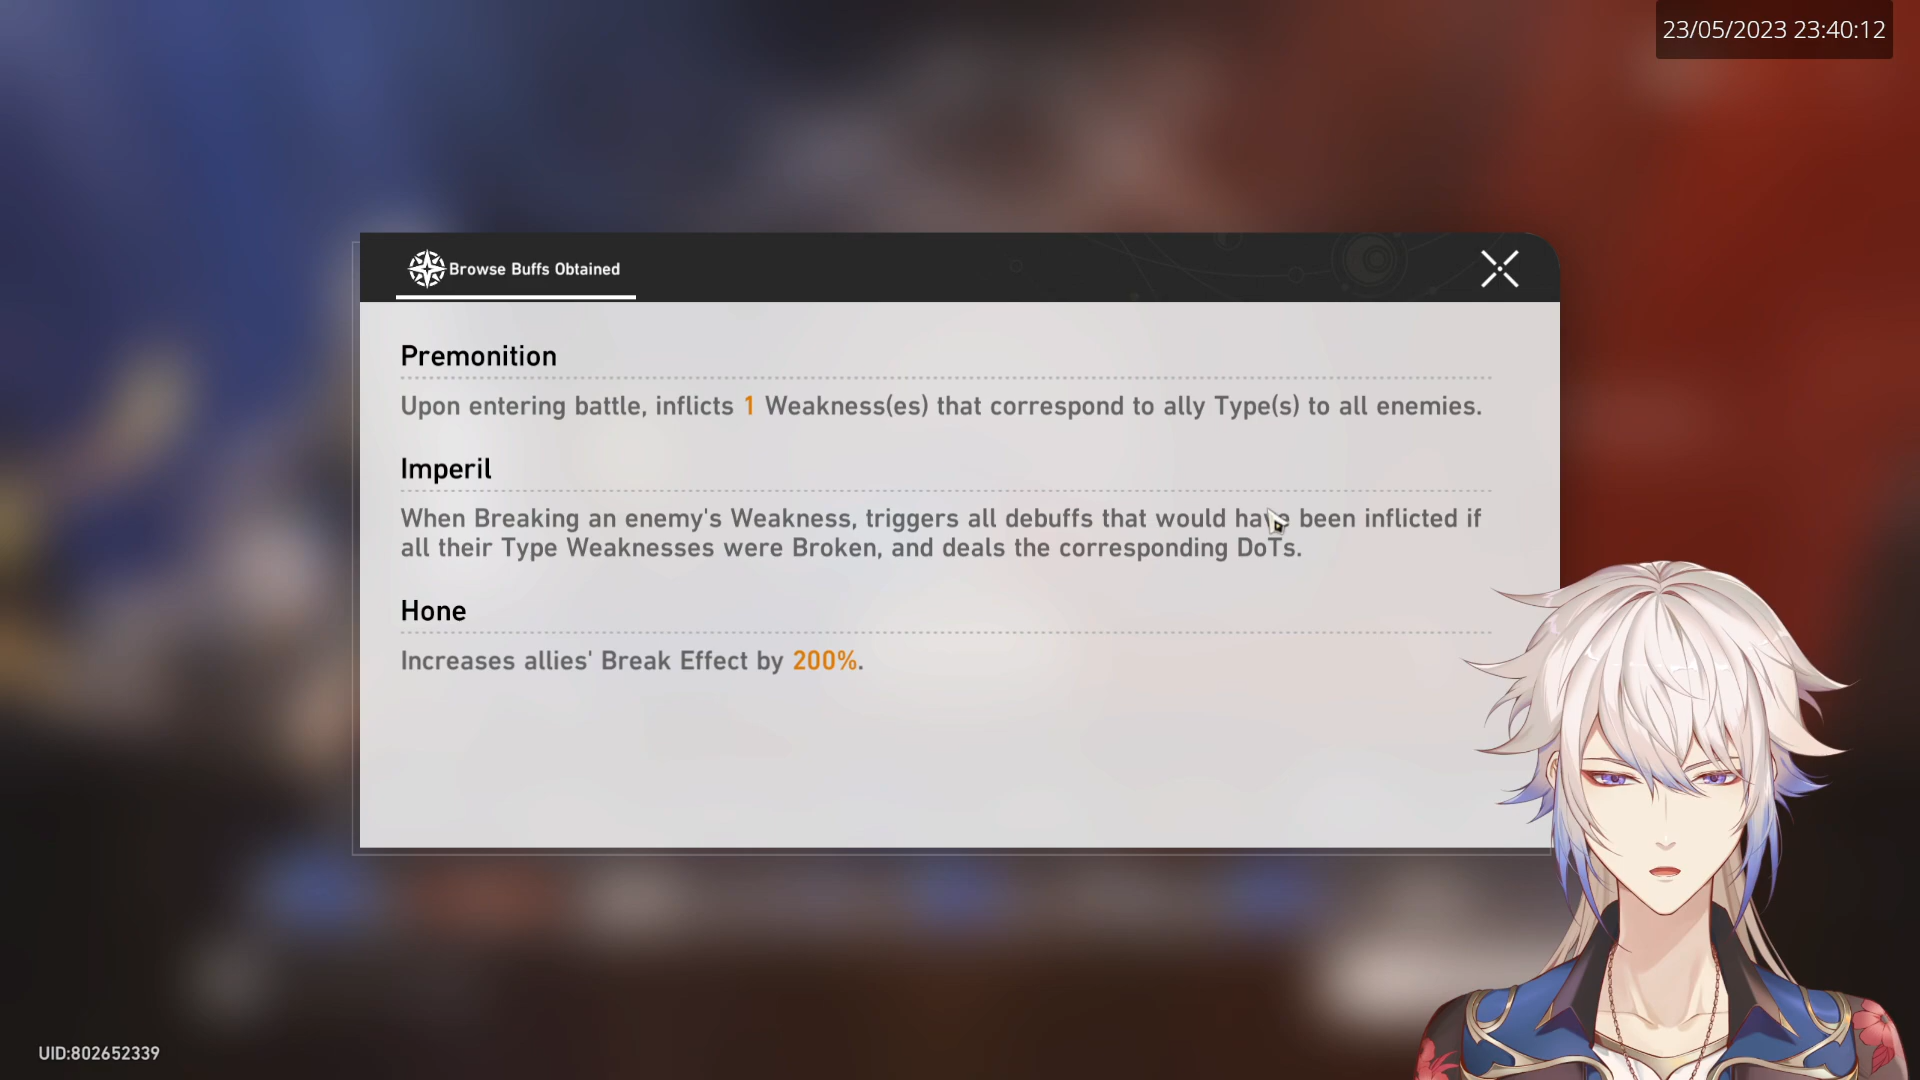 23/05/2023 23:40:12
Browse Buffs Obtained
Premonition
Upon entering battle, inflicts 1 Weakness(es) that correspond to ally Type(s) to all enemies.
Imperil
When Breaking an enemy's Weakness, triggers all debuffs that would have been inflicted if
all their Type Weaknesses were Broken, and deals the corresponding DoTs.
Hone
Increases allies' Break Effect by 200%.
UID:802652339